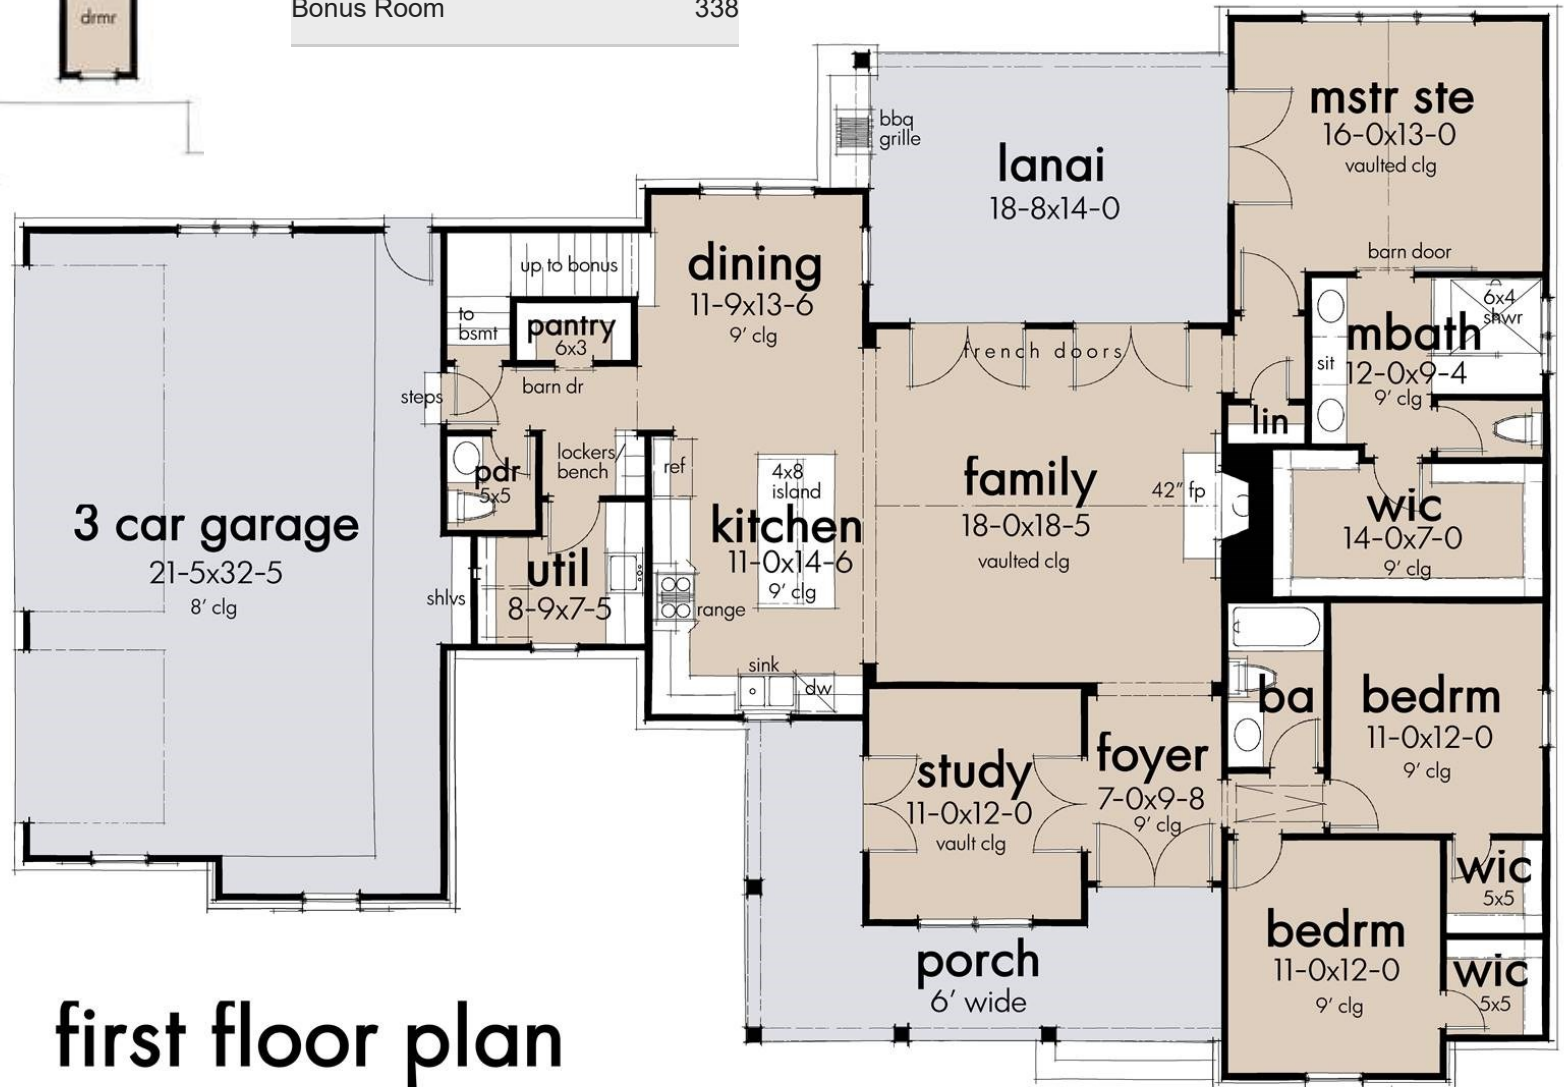 drmr
Bonus Room 338
bbq
grille
lanai
18-8x14-0
mstr ste
16-0x13-0
vaulted clg
barn door
up to bonus
to
bsmt
pantry
6x3
barn dr
steps
dining
11-9x13-6
9' clg
french doors
6x4
shwr
mbath
sit
12-0x9-4
9' clg
lin
lockers/
bench
pdr
5x5
ref
4x8
island
kitchen
11-0x14-6
9' clg
family
18-0x18-5
vaulted clg
42" fp
wic
14-0x7-0
9' clg
3 car garage
21-5x32-5
8' clg
shlvs
util
8-9x7-5
range
sink
dw
ba
bedrm
11-0x12-0
9' clg
study
11-0x12-0
vault clg
foyer
7-0x9-8
9' clg
wic
5x5
bedrm
11-0x12-0
9' clg
wic
5x5
porch
6' wide
first floor plan